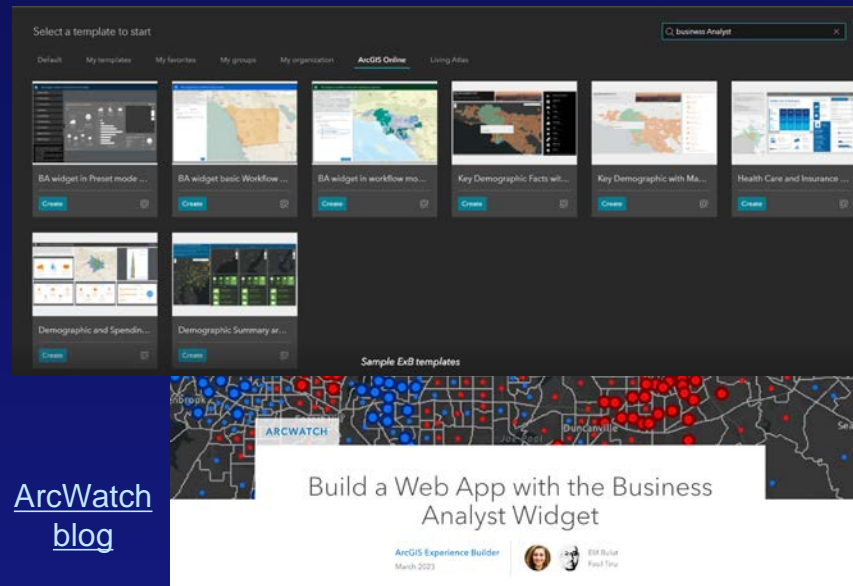 Select a template to start
business Analyst
Default My templates My favorites My groups My organization ArcGIS Online Living Atlas
BA widget in Preset mode ...
BA widget basic Workflow ...
BA widget in workflow mo...
Key Demographic Facts wit...
Key Demographic with Ma...
Health Care and Insurance ...
Create Create Create Create Create Create
Demographic and Spendin...
Demographic Summary ar...
Create Create
Sample ExB templates
ARCWATCH
Duncanville
Build a Web App with the Business
Analyst Widget
ArcGIS Experience Builder
March 2023
Elif Bulut
ArcWatch
blog